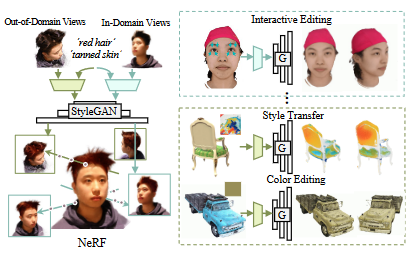 Out-of-Domain Views In-Domain Views
'red hair'
'tanned skin'
StyleGAN
NeRF
Interactive Editing
G
Style Transfer
G
Color Editing
G